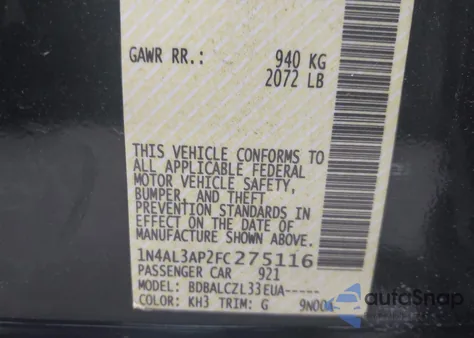 GAWR RR.: 940 KG
2072 LB
THIS VEHICLE CONFORMS TO
ALL APPLICABLE FEDERAL
MOTOR VEHICLE SAFETY,
BUMPER, AND THEFT
PREVENTION STANDARDS IN
EFFECT ON THE DATE OF
MANUFACTURE SHOWN ABOVE.
1N4AL3AP2FC275116
PASSENGER CAR 921
MODEL: BDBALCZL33EUA-----
COLOR: KH3 TRIM: G
autoSnap